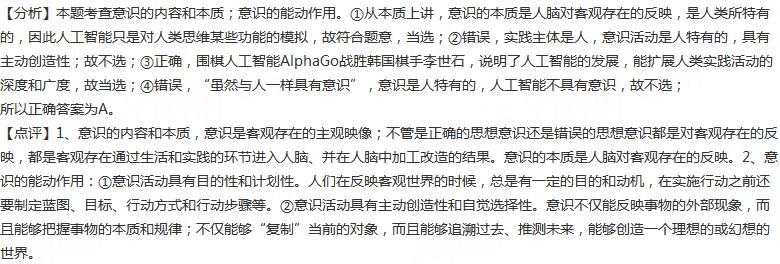 【分析】本题考查意识的内容和本质；意识的能动作用。①从本质上讲，意识的本质是人脑对客观存在的反映，是人类所特有
的，因此人工智能只是对人类思维某些功能的模拟，故符合题意，当选；②错误，实践主体是人，意识活动是人特有的，具有
主动创造性；故不选；③正确，围棋人工智能AlphaGo战胜韩国棋手李世石，说明了人工智能的发展，能扩展人类实践活动的
深度和广度，故当选；④错误，“虽然与人一样具有意识”，意识是人特有的，人工智能不具有意识，故不选；
所以正确答案为A。
【点评】1、意识的内容和本质，意识是客观存在的主观映像；不管是正确的思想意识还是错误的思想意识都是对客观存在的反
映，都是客观存在通过生活和实践的环节进入人脑、并在人脑中加工改造的结果。意识的本质是人脑对客观存在的反映。2、意
识的能动作用：①意识活动具有目的性和计划性。人们在反映客观世界的时候，总是有一定的目的和动机，在实施行动之前还
要制定蓝图、目标、行动方式和行动步骤等。②意识活动具有主动创造性和自觉选择性。意识不仅能反映事物的外部现象，而
且能够把握事物的本质和规律；不仅能够“复制”当前的对象，而且能够追溯过去、推测未来，能够创造一个理想的或幻想的
世界。